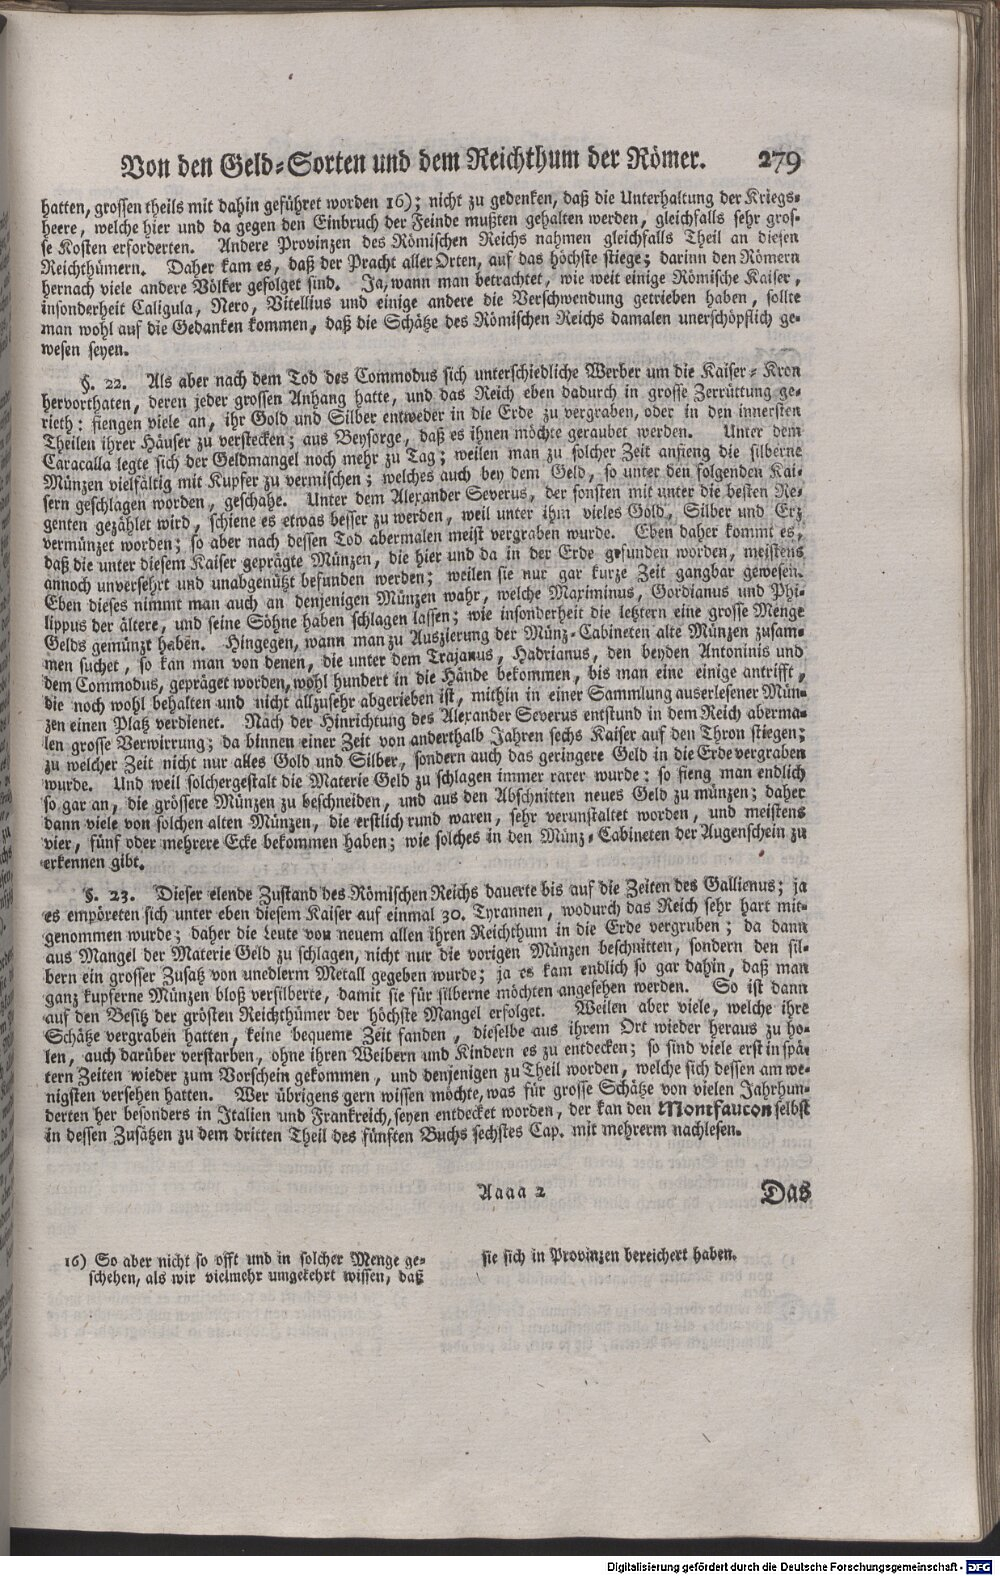 Von den Geld-Sorten und dem Reichthum der Römer. 279
hatten, grossen theils mit dahin geführet worden 16); nicht zu gedenken, daß die Unterhaltung der Kriegs-
heere, welche hier und da gegen den Einbruch der Feinde mußten gehalten werden, gleichfalls sehr gros-
se Kosten erforderten. Andere Provinzen des Römischen Reichs nahmen gleichfalls Theil an diesen
Reichthümern. Daher kam es, daß der Pracht aller Orten, auf das höchste stiege; darinn den Römern
hernach viele andere Völker gefolget sind. Ja, wann man betrachtet, wie weit einige Römische Kaiser,
insonderheit Caligula, Nero, Vitellius und einige andere die Verschwendung getrieben haben, sollte
man wohl auf die Gedanken kommen, daß die Schätze des Römischen Reichs damalen unerschöpflich ge-
wesen seyen.
§. 22. Als aber nach dem Tod des Commodus sich unterschiedliche Werber um die Kaiser-Kron
hervorthaten, deren jeder grossen Anhang hatte, und das Reich eben dadurch in grosse Zerrüttung ge-
rieth: fiengen viele an, ihr Gold und Silber entweder in die Erde zu vergraben, oder in den innersten
Theilen ihrer Häuser zu verstecken; aus Beysorge, daß es ihnen möchte geraubet werden. Unter dem
Caracalla legte sich der Geldmangel noch mehr zu Tag; weilen man zu solcher Zeit anfieng die silberne
Münzen vielfältig mit Kupfer zu vermischen; welches auch bey dem Geld, so unter den folgenden Kai-
sern geschlagen worden, geschahe. Unter dem Alexander Severus, der sonsten mit unter die besten Re-
genten gezählet wird, schiene es etwas besser zu werden, weil unter ihm vieles Gold, Silber und Erz
vermünzet worden; so aber nach dessen Tod abermalen meist vergraben wurde. Eben daher kommt es,
daß die unter diesem Kaiser geprägte Münzen, die hier und da in der Erde gefunden worden, meistens
annoch unversehrt und unabgenützt befunden werden; weilen sie nur gar kurze Zeit gangbar gewesen.
Eben dieses nimmt man auch an denjenigen Münzen wahr, welche Maximinus, Gordianus und Phi-
lippus der ältere, und seine Söhne haben schlagen lassen; wie insonderheit die letztern eine grosse Menge
Gelds gemünzt haben. Hingegen, wann man zu Auszierung der Münz-Cabineten alte Münzen zusam-
men suchet, so kan man von denen, die unter dem Trajanus, Hadrianus, den beyden Antoninis und
dem Commodus, gepräget worden, wohl hundert in die Hände bekommen, bis man eine einige antrifft,
die noch wohl behalten und nicht allzusehr abgerieben ist, mithin in einer Sammlung auserlesener Mün-
zen einen Platz verdienet. Nach der Hinrichtung des Alexander Severus entstund in dem Reich aberma-
len grosse Verwirrung; da binnen einer Zeit von anderthalb Jahren sechs Kaiser auf den Thron stiegen;
zu welcher Zeit nicht nur alles Gold und Silber, sondern auch das geringere Geld in die Erde vergraben
wurde. Und weil solchergestalt die Materie Geld zu schlagen immer rarer wurde: so fieng man endlich
so gar an, die grössere Münzen zu beschneiden, und aus den Abschnitten neues Geld zu münzen; daher
dann viele von solchen alten Münzen, die erstlich rund waren, sehr verunstaltet worden, und meistens
vier, fünf oder mehrere Ecke bekommen haben; wie solches in den Münz-Cabineten der Augenschein zu
erkennen gibt.
§. 23. Dieser elende Zustand des Römischen Reichs dauerte bis auf die Zeiten des Gallienus; ja
es empöreten sich unter eben diesem Kaiser auf einmal 30. Tyrannen, wodurch das Reich sehr hart mit-
genommen wurde; daher die Leute von neuem allen ihren Reichthum in die Erde vergruben; da dann
aus Mangel der Materie Geld zu schlagen, nicht nur die vorigen Münzen beschnitten, sondern den sil-
bern ein grosser Zusatz von unedlerm Metall gegeben wurde; ja es kam endlich so gar dahin, daß man
ganz kupferne Münzen bloß versilberte, damit sie für silberne möchten angesehen werden. So ist dann
auf den Besitz der grösten Reichthümer der höchste Mangel erfolget. Weilen aber viele, welche ihre
Schätze vergraben hatten, keine bequeme Zeit fanden, dieselbe aus ihrem Ort wieder heraus zu ho-
len, auch darüber verstarben, ohne ihren Weibern und Kindern es zu entdecken; so sind viele erst in spä-
tern Zeiten wieder zum Vorschein gekommen, und denjenigen zu Theil worden, welche sich dessen am we-
nigsten versehen hatten. Wer übrigens gern wissen möchte, was für grosse Schätze von vielen Jahrhun-
derten her besonders in Italien und Frankreich, seyen entdecket worden, der kan den Montfaucon selbst
in dessen Zusätzen zu dem dritten Theil des fünften Buchs sechstes Cap. mit mehrerm nachlesen.
Aaaa 2 Das
16) So aber nicht so offt und in solcher Menge ge-
schehen, als wir vielmehr umgekehrt wissen, daß
sie sich in Provinzen bereichert haben.
Digitalisierung gefördert durch die Deutsche Forschungsgemeinschaft - DFG